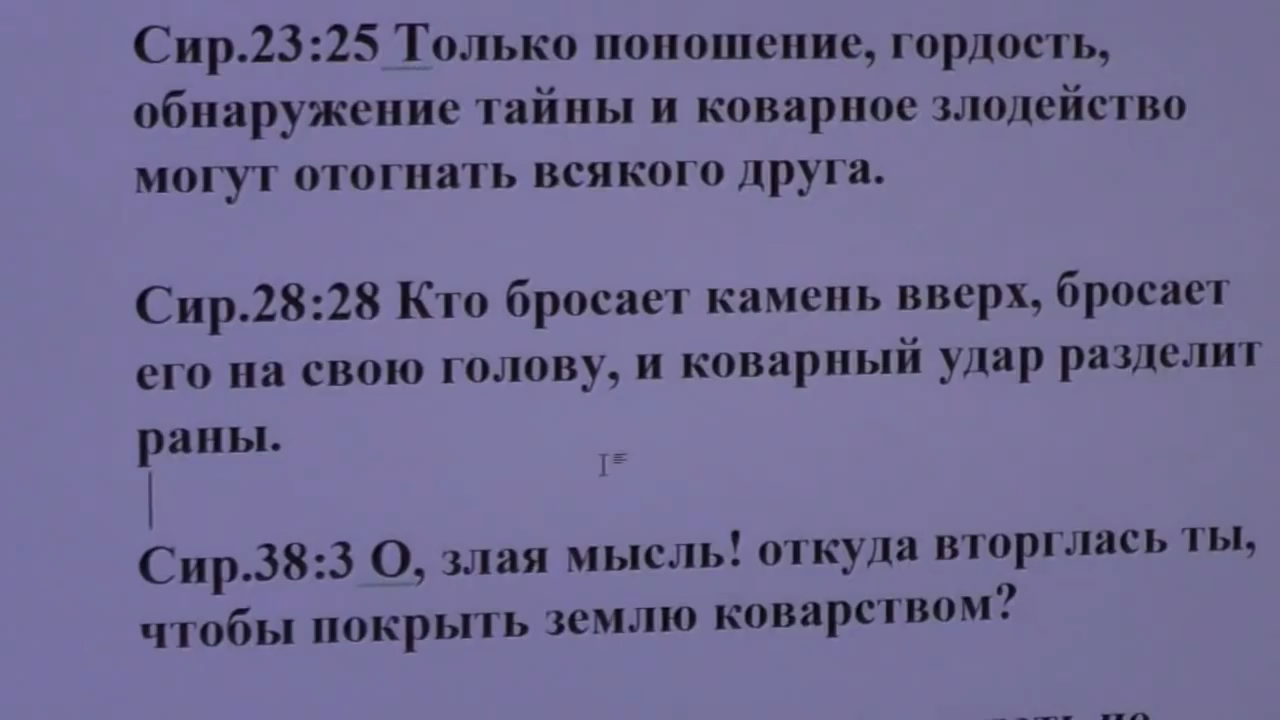 Сир.23:25 Только поношение, гордость,
обнаружение тайны и коварное злодейство
могут отогнать всякого друга.
Сир.28:28 Кто бросает камень вверх, бросает
его на свою голову, и коварный удар разделит
раны.
Сир.38:3 О, злая мысль! откуда вторглась ты,
чтобы покрыть землю коварством?